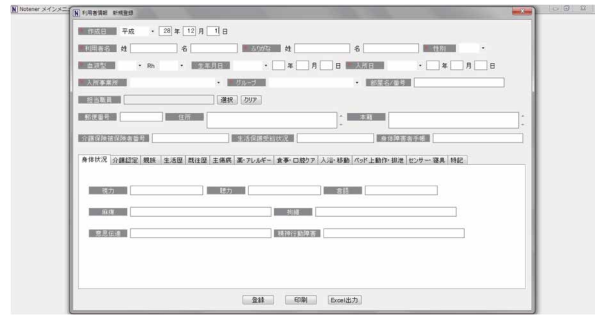 Notener メインメニ
利用者情報 新規登録
作成日 平成 28 年 12 月 1 日
利用者名 姓 名 ふりがな 姓 名 性別
血液型 Rh 生年月日 年 月 日 入所日 年 月 日
入所事業所 グループ 部屋名/番号
担当職員 選択 クリア
郵便番号 住所 本籍
介護保険被保険者番号 生活保護受給状況 身体障害者手帳
身体状況 介護認定 親族 生活歴 既往歴 主傷病 薬・アレルギー 食事・口腔ケア 入浴・移動 ベッド上動作・排泄 センサー・寝具 特記
視力 聴力 言語
麻痺 拘縮
意思伝達 精神行動障害
登録 印刷 Excel出力